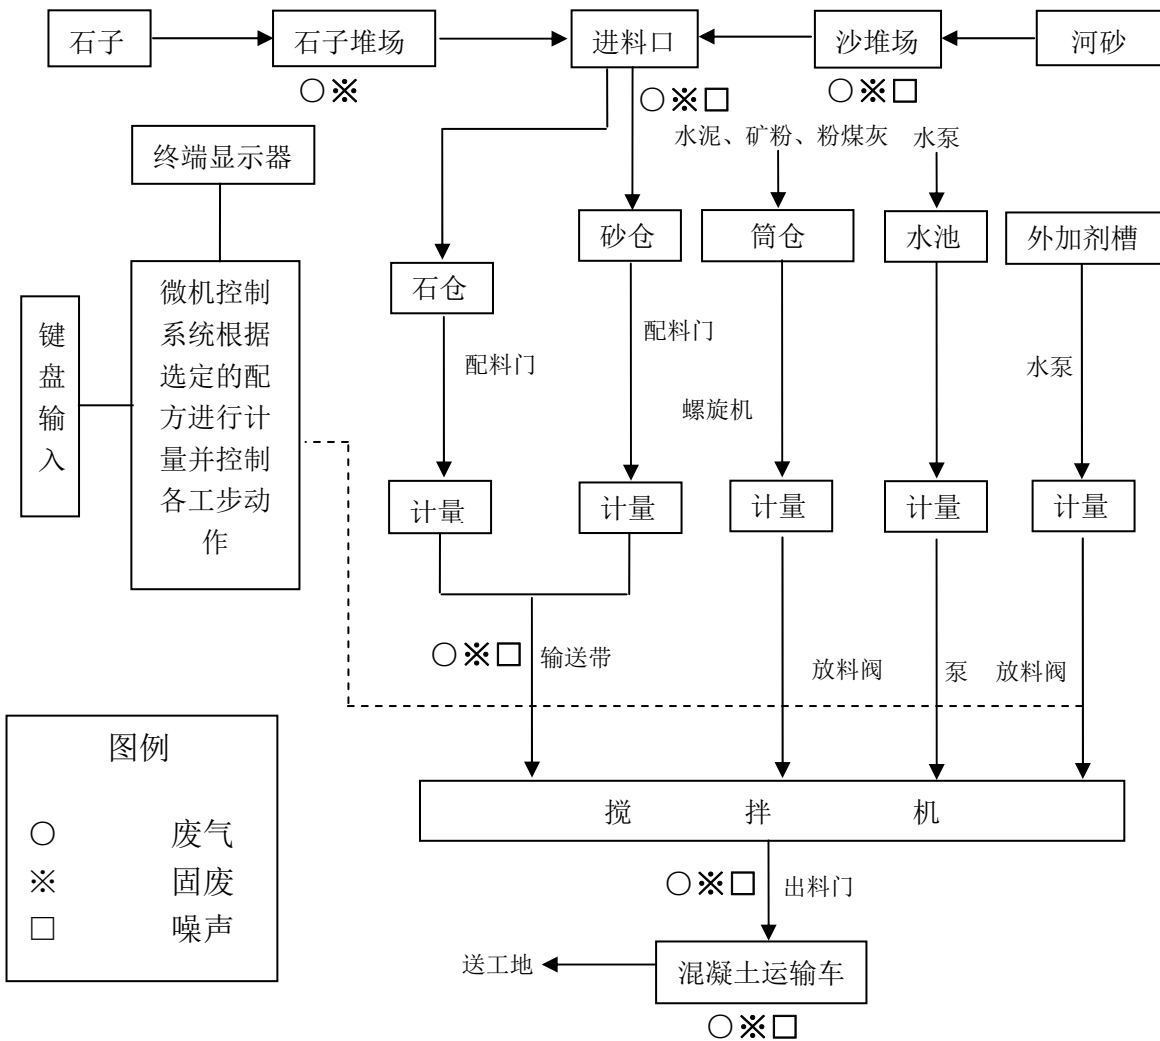 石子
石子堆场
进料口
沙堆场
河砂
○※
○※□
○※□
水泥、矿粉、粉煤灰
水泵
终端显示器
砂仓
筒仓
水池
外加剂槽
石仓
微机控制
系统根据
选定的配
方进行计
量并控制
各工步动
作
键
盘
输
入
配料门
配料门
螺旋机
水泵
计量
计量
计量
计量
计量
○※□
输送带
放料阀
泵
放料阀
图例
○ 废气
※ 固废
□ 噪声
搅 拌 机
○※□
出料门
送工地
混凝土运输车
○※□